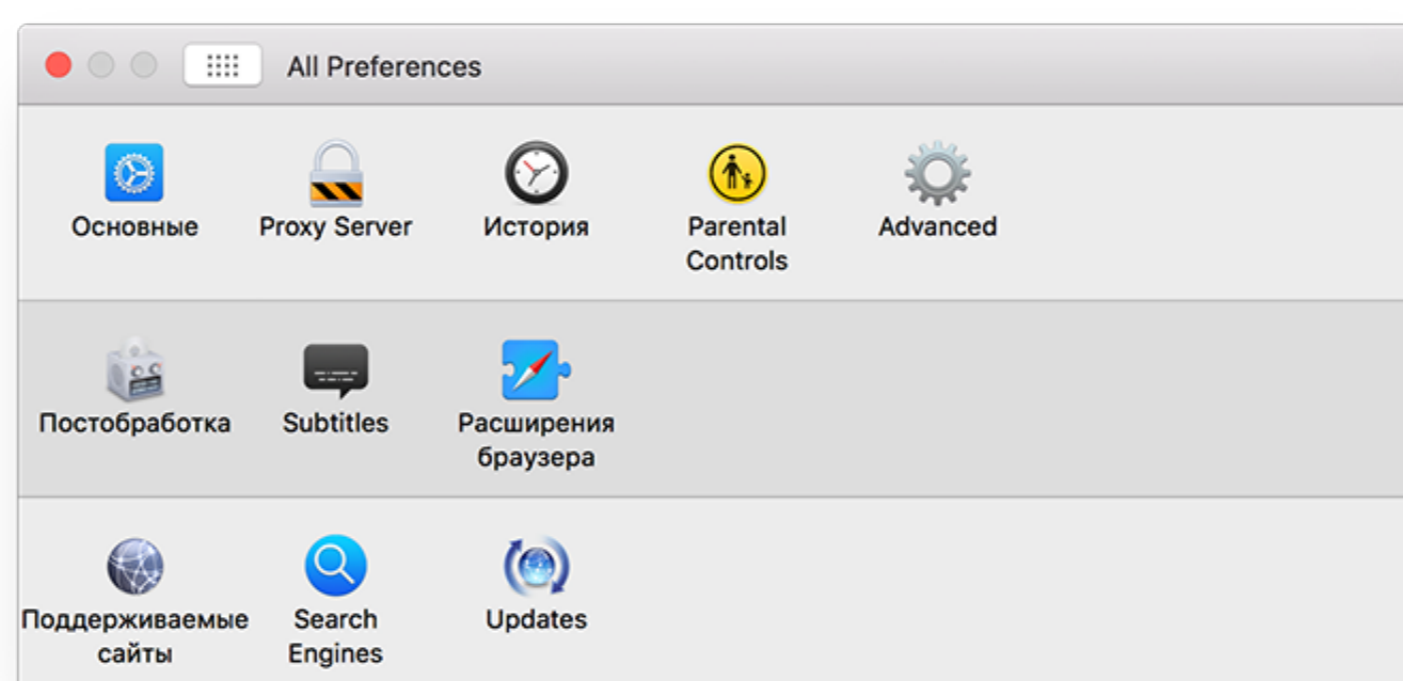 All Preferences
Основные
Proxy Server
История
Parental
Controls
Advanced
Постобработка
Subtitles
Расширения
браузера
Поддерживаемые
сайты
Search
Engines
Updates